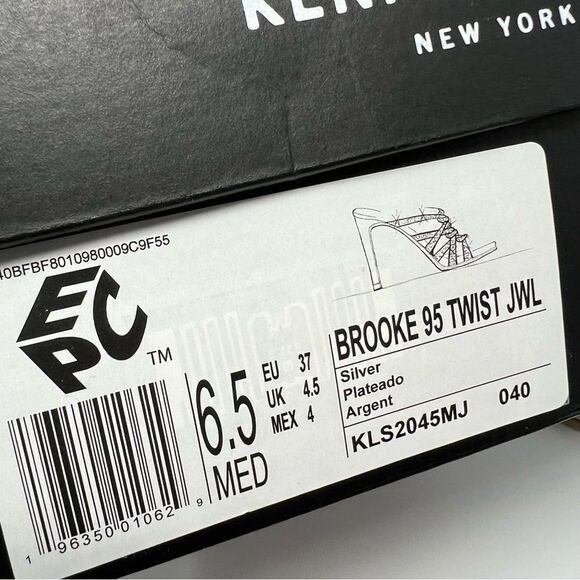 NEW YORK
40BFBF8010980009C9F55
EPC
TM
6.5
MED
EU 37
UK 4.5
MEX 4
BROOKE 95 TWIST JWL
Silver
Plateado
Argent
KLS2045MJ 040
1 96350 01062 9